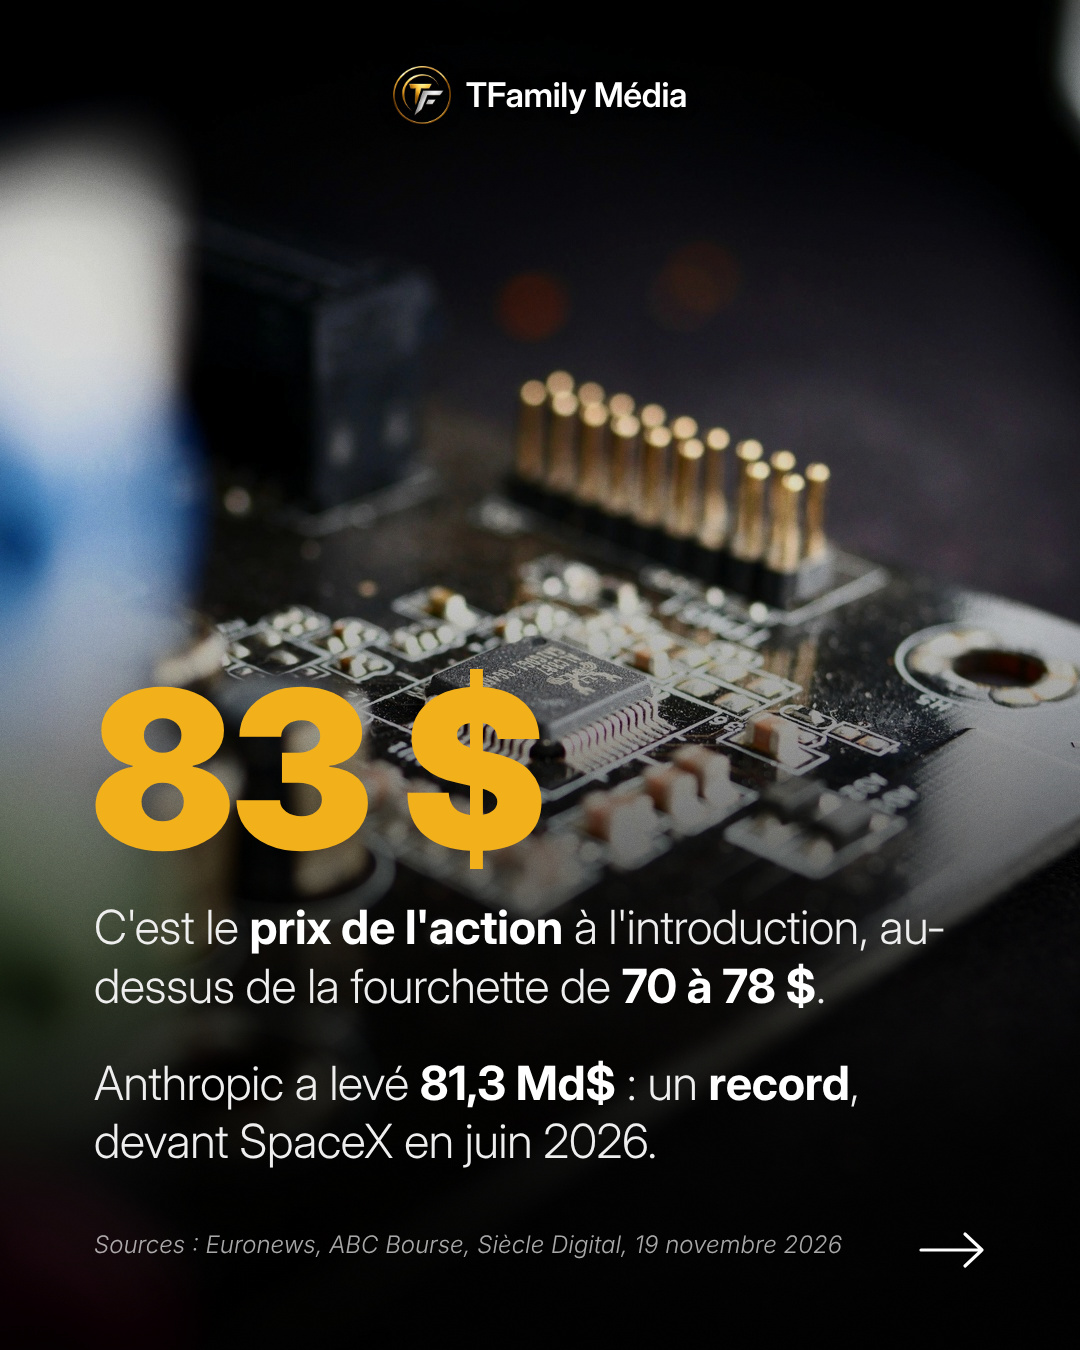 TFamily Média
83 $
C'est le prix de l'action à l'introduction, au-
dessus de la fourchette de 70 à 78 $.
Anthropic a levé 81,3 Md$ : un record,
devant SpaceX en juin 2026.
Sources : Euronews, ABC Bourse, Siècle Digital, 19 novembre 2026